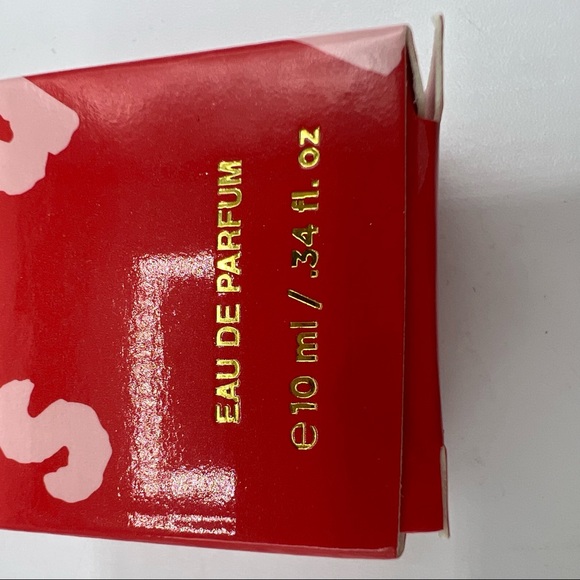 EAU DE PARFUM
℮10 ml / .34 fl. oz